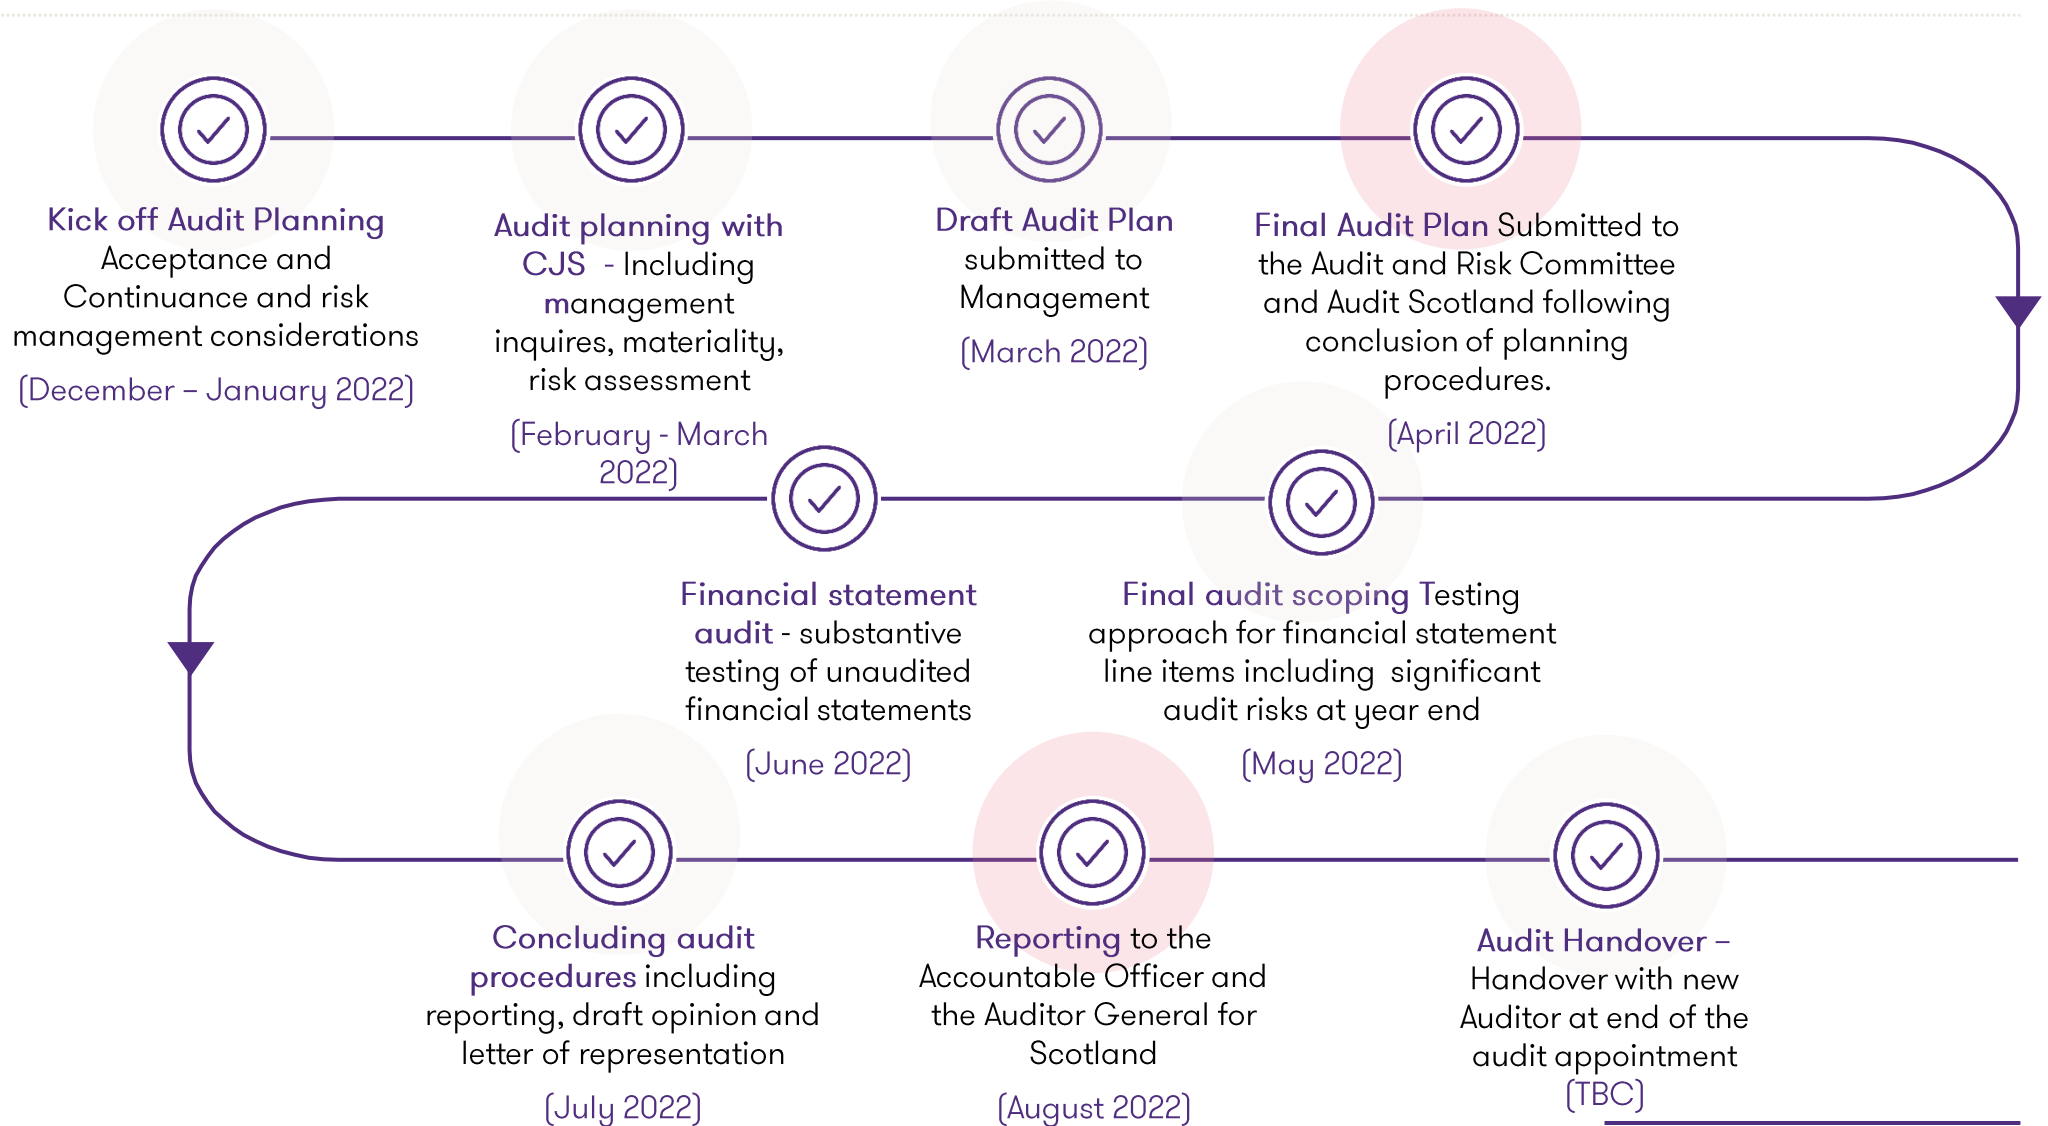 Kick off Audit Planning
Acceptance and
Continuance and risk
management considerations
(December – January 2022)
Audit planning with
CJS - Including
management
inquires, materiality,
risk assessment
(February - March
2022)
Draft Audit Plan
submitted to
Management
(March 2022)
Final Audit Plan Submitted to
the Audit and Risk Committee
and Audit Scotland following
conclusion of planning
procedures.
(April 2022)
Financial statement
audit - substantive
testing of unaudited
financial statements
(June 2022)
Final audit scoping Testing
approach for financial statement
line items including significant
audit risks at year end
(May 2022)
Concluding audit
procedures including
reporting, draft opinion and
letter of representation
(July 2022)
Reporting to the
Accountable Officer and
the Auditor General for
Scotland
(August 2022)
Audit Handover –
Handover with new
Auditor at end of the
audit appointment
(TBC)